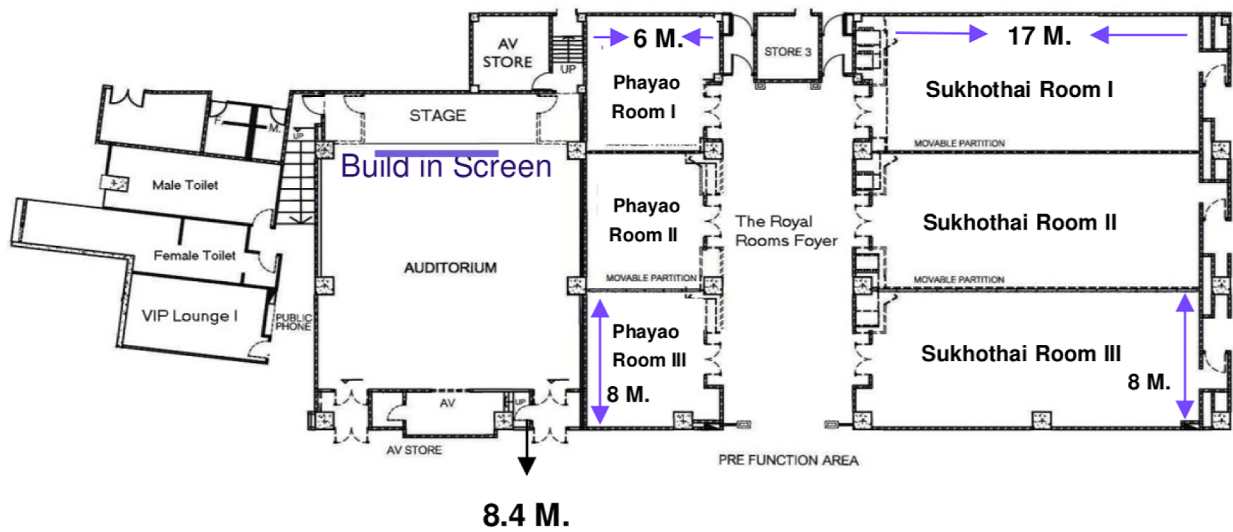 AV
STORE
UP
6 M.
STORE 3
17 M.
Phayao
Room I
Sukhothai Room I
STAGE
F.
M.
UP
MOVABLE PARTITION
MOVABLE PARTITION
Build in Screen
Male Toilet
Phayao
Room II
The Royal
Rooms Foyer
Sukhothai Room II
Female Toilet
AUDITORIUM
MOVABLE PARTITION
MOVABLE PARTITION
VIP Lounge I
PUBLIC
PHONE
Phayao
Room III
Sukhothai Room III
8 M.
8 M.
AV
UP
AV STORE
PRE FUNCTION AREA
8.4 M.